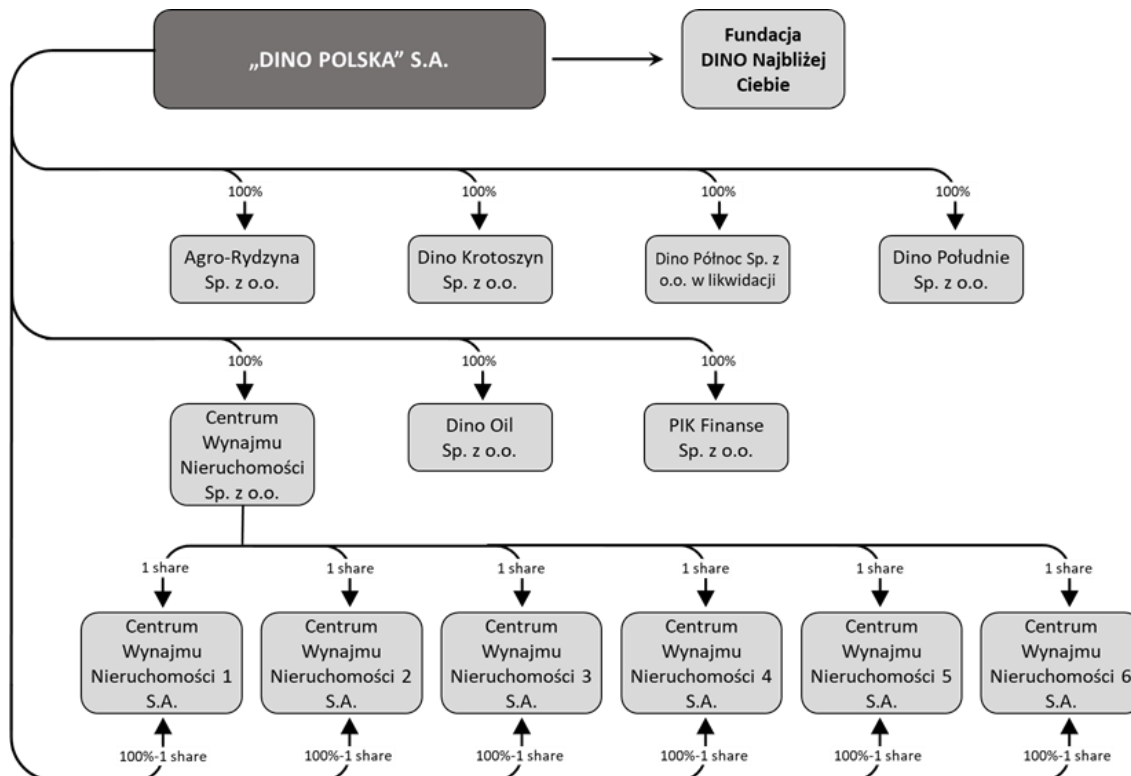 „DINO POLSKA” S.A.
Fundacja
DINO Najbliżej
Ciebie
100%
100%
100%
100%
Agro-Rydzyna
Sp. z o.o.
Dino Krotoszyn
Sp. z o.o.
Dino Północ Sp. z
o.o. w likwidacji
Dino Południe
Sp. z o.o.
100%
100%
100%
Centrum
Wynajmu
Nieruchomości
Sp. z o.o.
Dino Oil
Sp. z o.o.
PIK Finanse
Sp. z o.o.
1 share
1 share
1 share
1 share
1 share
1 share
Centrum
Wynajmu
Nieruchomości 1
S.A.
Centrum
Wynajmu
Nieruchomości 2
S.A.
Centrum
Wynajmu
Nieruchomości 3
S.A.
Centrum
Wynajmu
Nieruchomości 4
S.A.
Centrum
Wynajmu
Nieruchomości 5
S.A.
Centrum
Wynajmu
Nieruchomości 6
S.A.
100%-1 share
100%-1 share
100%-1 share
100%-1 share
100%-1 share
100%-1 share